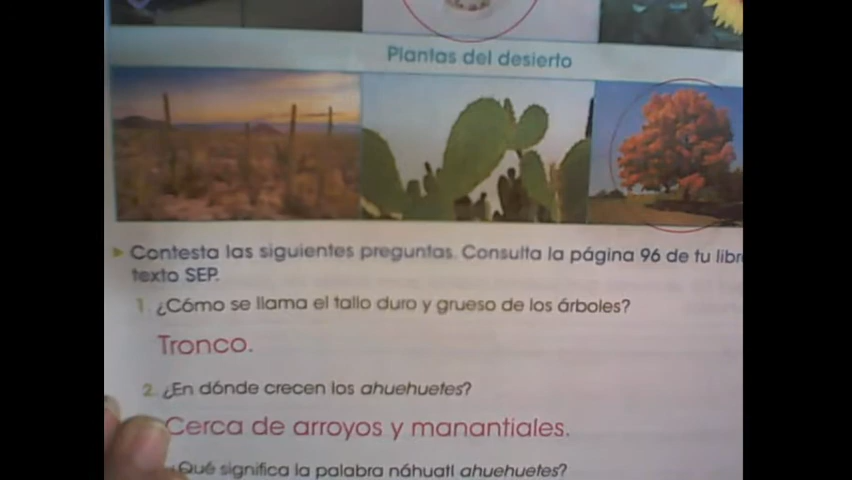 Plantas del desierto
Contesta las siguientes preguntas. Consulta la página 96 de tu
texto SEP.
1. ¿Cómo se llama el tallo duro y grueso de los árboles?
Tronco.
2. ¿En dónde crecen los ahuehuetes?
Cerca de arroyos y manantiales.
¿Qué significa la palabra náhuatl ahuehuetes?